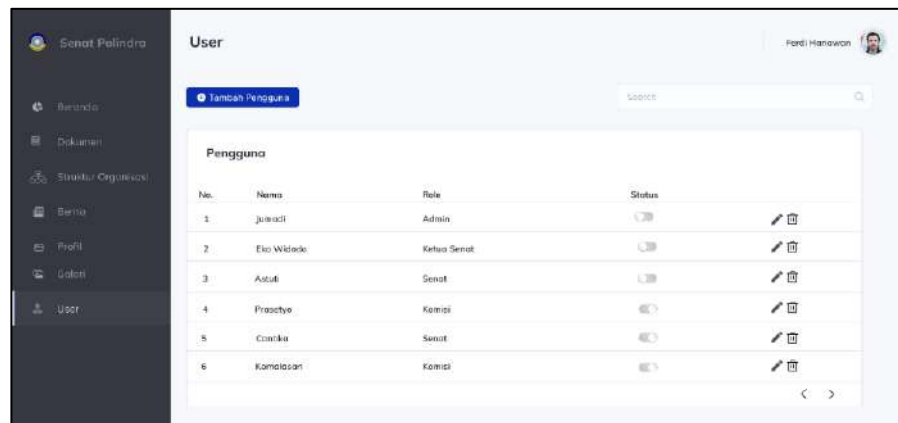 Senat Polindra
User
Ferdi Hanawan
Tambah Pengguna
Search
Beranda
Dokumen
Struktur Organisasi
Berita
Profil
Galeri
User
Pengguna
No. Nama Role Status
1 Jumadi Admin
2 Eko Widodo Ketua Senat
3 Astuti Senat
4 Prasetyo Komisi
5 Cantika Senat
6 Komalasari Komisi